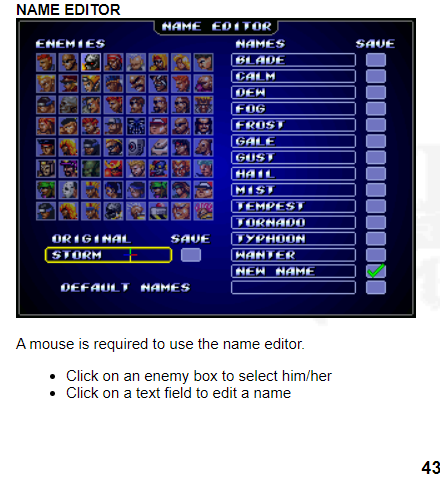 NAME EDITOR
NAME EDITOR
ENEMIES NAMES SAVE
BLADE
CALM
DEW
FOG
FROST
GALE
GUST
HAIL
MIST
TEMPEST
TORNADO
ORIGINAL SAVE TYPHOON
STORM WANTER
NEW NAME
DEFAULT NAMES
A mouse is required to use the name editor.
• Click on an enemy box to select him/her
• Click on a text field to edit a name
43